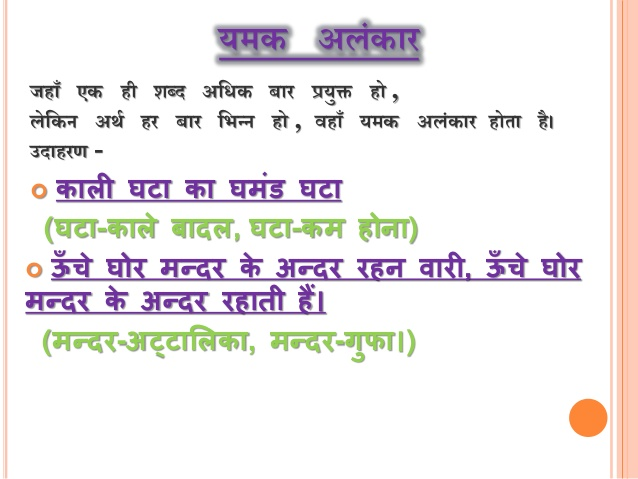 यमक अलंकार
जहाँ एक ही शब्द अधिक बार प्रयुक्त हो ,
लेकिन अर्थ हर बार भिन्न हो , वहाँ यमक अलंकार होता है।
उदाहरण -
काली घटा का घमंड घटा
(घटा-काले बादल, घटा-कम होना)
ऊँचे घोर मन्दर के अन्दर रहन वारी, ऊँचे घोर
मन्दर के अन्दर रहाती हैं।
(मन्दर-अट्टालिका, मन्दर-गुफा।)